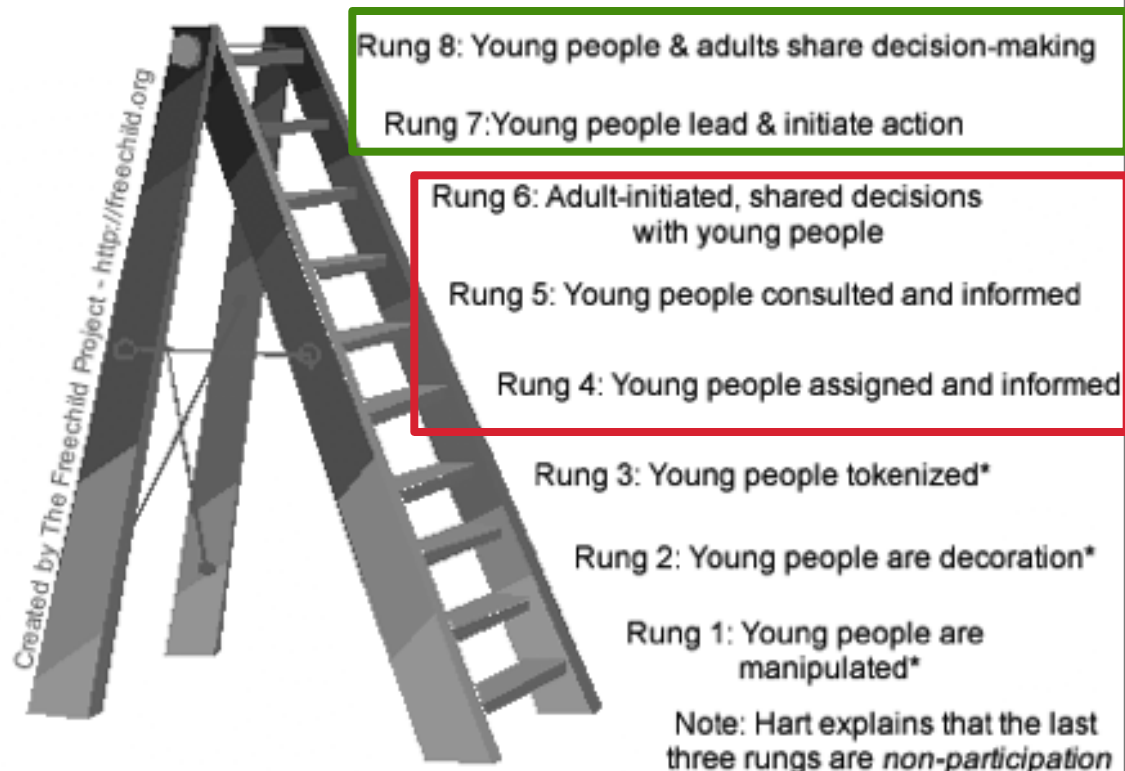 Rung 8: Young people & adults share decision-making
Rung 7:Young people lead & initiate action
Rung 6: Adult-initiated, shared decisions
with young people
Rung 5: Young people consulted and informed
Rung 4: Young people assigned and informed
Rung 3: Young people tokenized*
Rung 2: Young people are decoration*
Rung 1: Young people are
manipulated*
Note: Hart explains that the last
three rungs are non-participation
Created by The Freechild Project - http://freechild.org